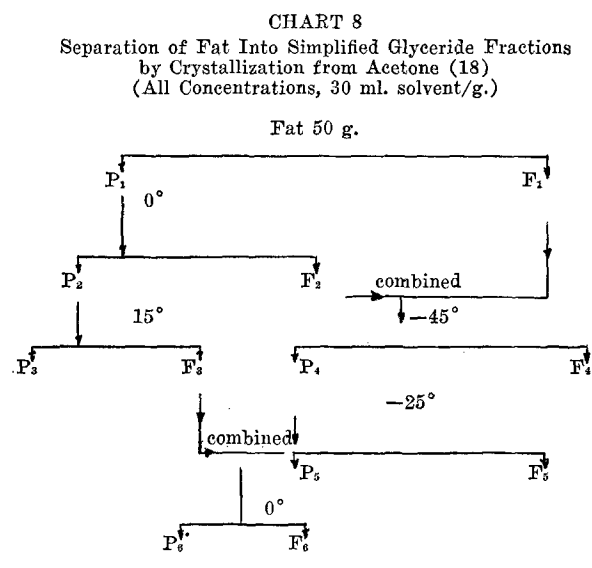 CHART 8
Separation of Fat Into Simplified Glyceride Fractions
by Crystallization from Acetone (18)
(All Concentrations, 30 ml. solvent/g.)
Fat 50 g.
P₁ F₁
0°
P₂ F₂ combined
15° —45°
P₃ F₃ P₄ F₄
—25°
combined
P₅ F₅
0°
P₆ F₆